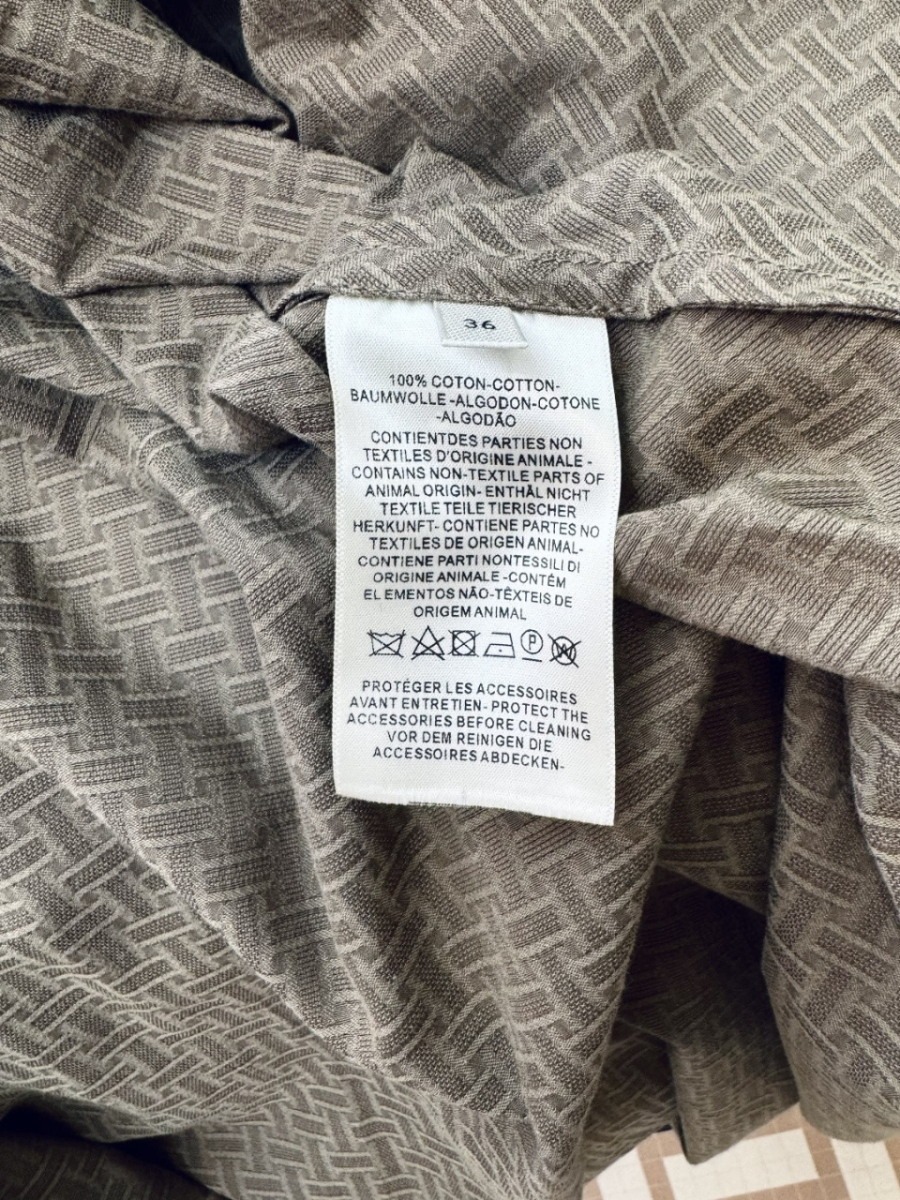 36
100% COTON-COTTON-
BAUMWOLLE-ALGODON-COTONE
-ALGODÃO
CONTIENTDES PARTIES NON
TEXTILES D'ORIGINE ANIMALE -
CONTAINS NON-TEXTILE PARTS OF
ANIMAL ORIGIN- ENTHÄL NICHT
TEXTILE TEILE TIERISCHER
HERKUNFT- CONTIENE PARTES NO
TEXTILES DE ORIGEN ANIMAL-
CONTIENE PARTI NONTESSILI DI
ORIGINE ANIMALE -CONTÉM
EL EMENTOS NÃO-TÊXTEIS DE
ORIGEM ANIMAL
P
W
PROTÉGER LES ACCESSOIRES
AVANT ENTRETIEN- PROTECT THE
ACCESSORIES BEFORE CLEANING
VOR DEM REINIGEN DIE
ACCESSOIRES ABDECKEN-